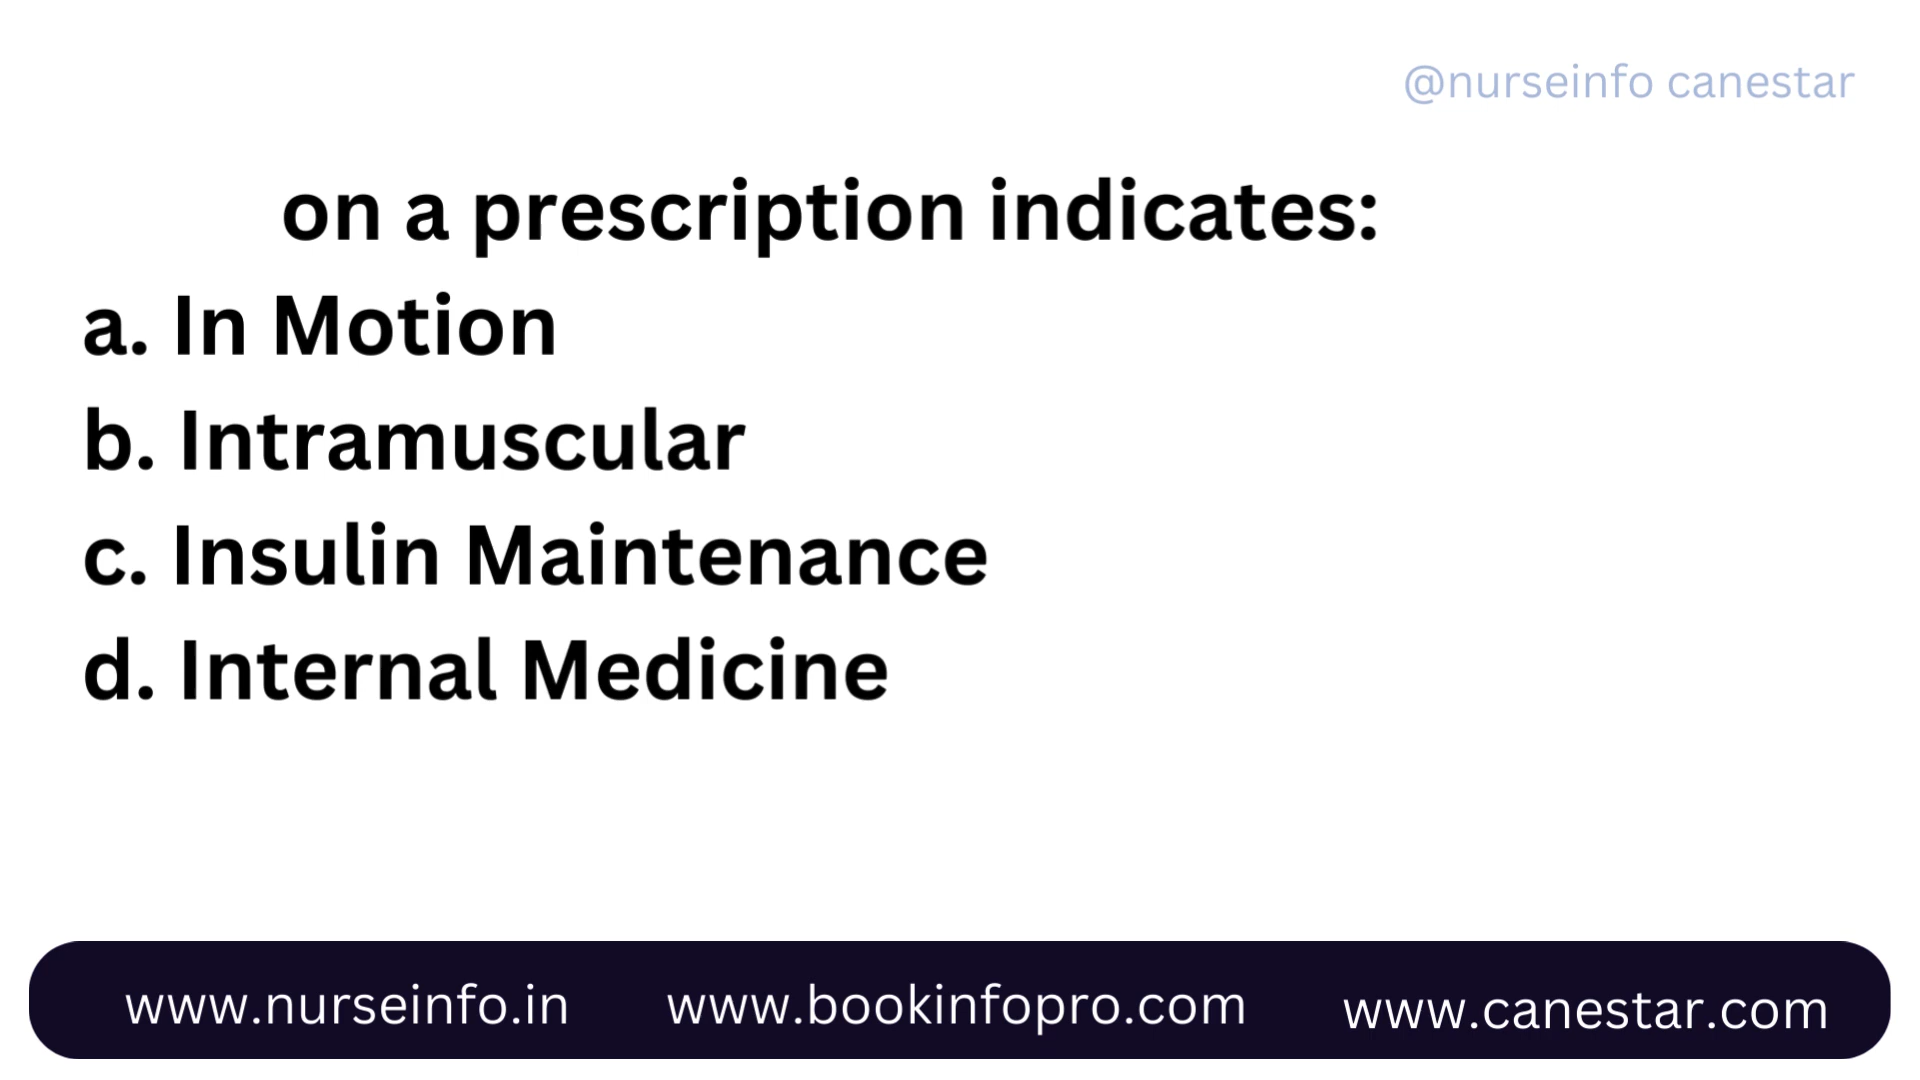 @nurseinfo canestar
on a prescription indicates:
a. In Motion
b. Intramuscular
c. Insulin Maintenance
d. Internal Medicine
www.nurseinfo.in www.bookinfopro.com www.canestar.com